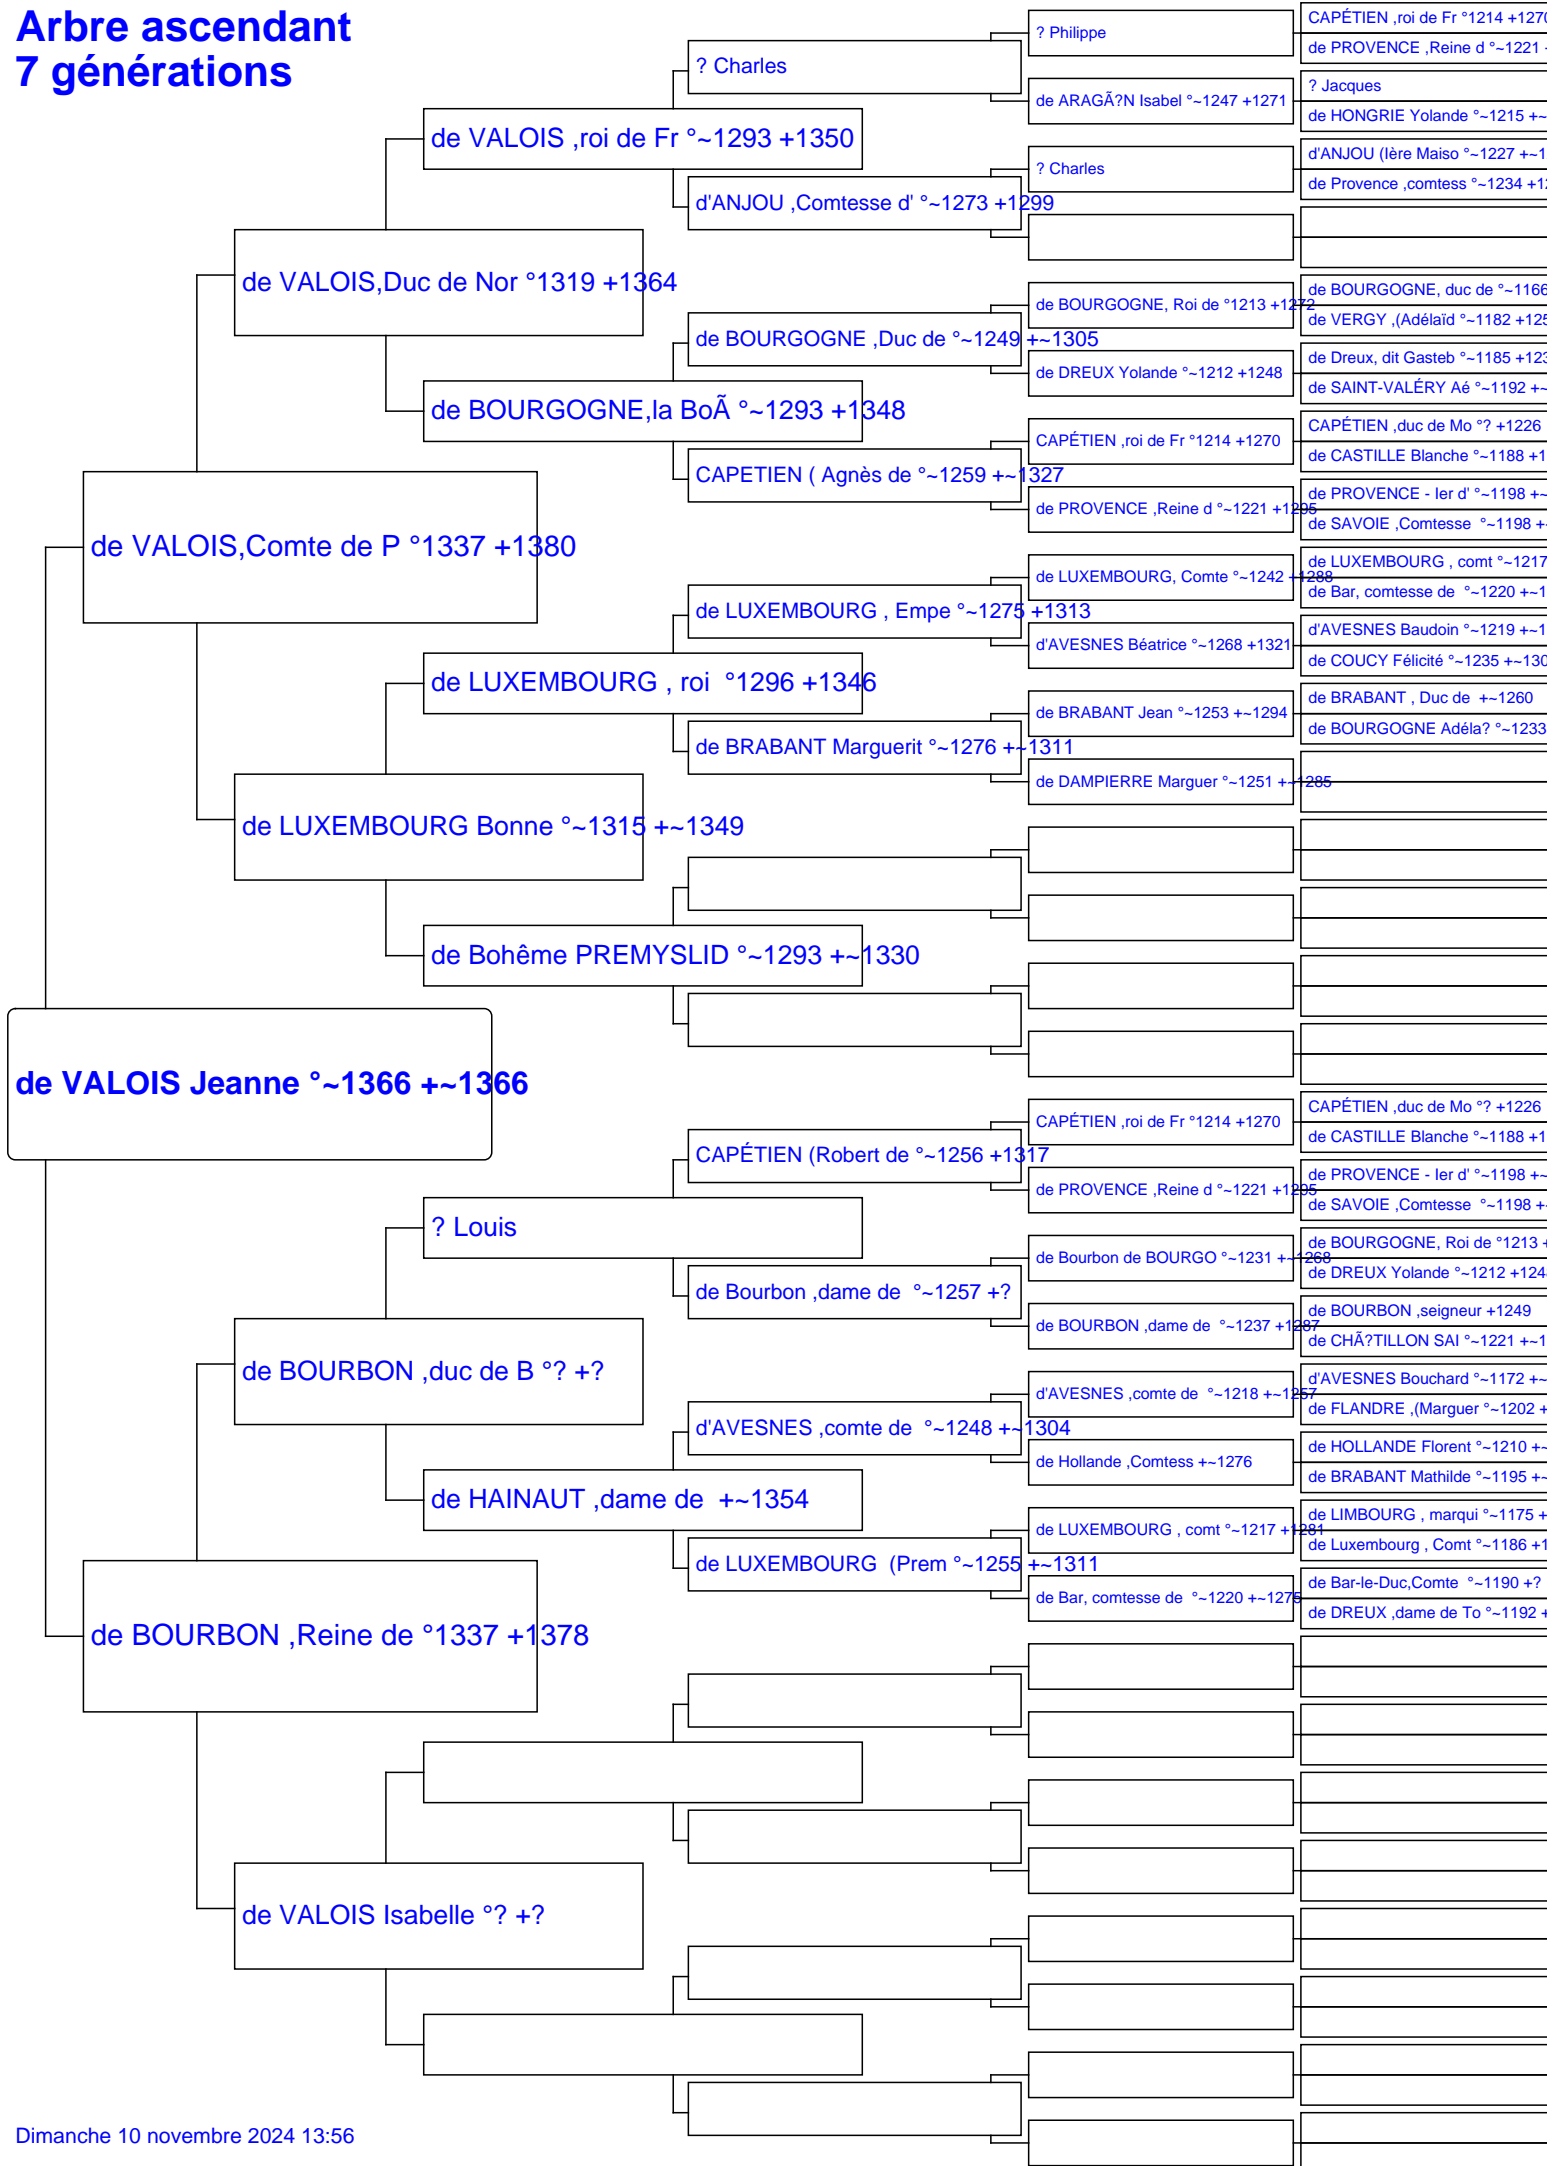 Arbre ascendant
7 générations
? Philippe
CAPÉTIEN ,roi de Fr °1214 +1270
de PROVENCE ,Reine d °~1221
? Charles
de ARAGÃ?N Isabel °~1247 +1271
? Jacques
de HONGRIE Yolande °~1215 +~
de VALOIS ,roi de Fr °~1293 +1350
? Charles
d'ANJOU (Ière Maiso °~1227 +~1
de Provence ,comtess °~1234 +1
d'ANJOU ,Comtesse d' °~1273 +1299
de VALOIS,Duc de Nor °1319 +1364
de BOURGOGNE, Roi de °1213 +1272
de BOURGOGNE, duc de °~1166
de VERGY ,(Adélaïd °~1182 +125
de BOURGOGNE ,Duc de °~1249 +~1305
de DREUX Yolande °~1212 +1248
de Dreux, dit Gasteb °~1185 +123
de SAINT-VALÉRY Aé °~1192 +~
de BOURGOGNE,la BoÃ °~1293 +1348
CAPÉTIEN ,roi de Fr °1214 +1270
CAPÉTIEN ,duc de Mo °? +1226
de CASTILLE Blanche °~1188 +1
CAPETIEN ( Agnès de °~1259 +~1327
de PROVENCE ,Reine d °~1221 +1295
de PROVENCE - Ier d' °~1198 +~
de SAVOIE ,Comtesse  °~1198 +
de VALOIS,Comte de P °1337 +1380
de LUXEMBOURG, Comte °~1242 +1288
de LUXEMBOURG , comt °~1217
de Bar, comtesse de  °~1220 +~1
de LUXEMBOURG , Empe °~1275 +1313
d'AVESNES Béatrice °~1268 +1321
d'AVESNES Baudoin °~1219 +~1
de COUCY Félicité °~1235 +~130
de LUXEMBOURG , roi  °1296 +1346
de BRABANT Jean °~1253 +~1294
de BRABANT , Duc de  +~1260
de BOURGOGNE Adéla? °~1233
de BRABANT Marguerit °~1276 +~1311
de DAMPIERRE Marguer °~1251 +~1285
de LUXEMBOURG Bonne °~1315 +~1349
de Bohême PREMYSLID °~1293 +~1330
de VALOIS Jeanne °~1366 +~1366
CAPÉTIEN ,roi de Fr °1214 +1270
CAPÉTIEN ,duc de Mo °? +1226
de CASTILLE Blanche °~1188 +1
CAPÉTIEN (Robert de °~1256 +1317
de PROVENCE ,Reine d °~1221 +1295
de PROVENCE - Ier d' °~1198 +~
de SAVOIE ,Comtesse  °~1198 +
? Louis
de Bourbon de BOURGO °~1231 +~1268
de BOURGOGNE, Roi de °1213 +
de DREUX Yolande °~1212 +124
de Bourbon ,dame de  °~1257 +?
de BOURBON ,dame de  °~1237 +1287
de BOURBON ,seigneur +1249
de CHÃ?TILLON SAI °~1221 +~1
de BOURBON ,duc de B °? +?
d'AVESNES ,comte de  °~1218 +~1257
d'AVESNES Bouchard °~1172 +~
de FLANDRE ,(Marguer °~1202 +
d'AVESNES ,comte de  °~1248 +~1304
de Hollande ,Comtess +~1276
de HOLLANDE Florent °~1210 +~
de BRABANT Mathilde °~1195 +~
de HAINAUT ,dame de  +~1354
de LUXEMBOURG , comt °~1217 +1281
de LIMBOURG , marqui °~1175 +
de Luxembourg , Comt °~1186 +1
de LUXEMBOURG  (Prem °~1255 +~1311
de Bar, comtesse de  °~1220 +~1275
de Bar-le-Duc,Comte  °~1190 +?
de DREUX ,dame de To °~1192 +
de BOURBON ,Reine de °1337 +1378
de VALOIS Isabelle °? +?
Dimanche 10 novembre 2024 13:56